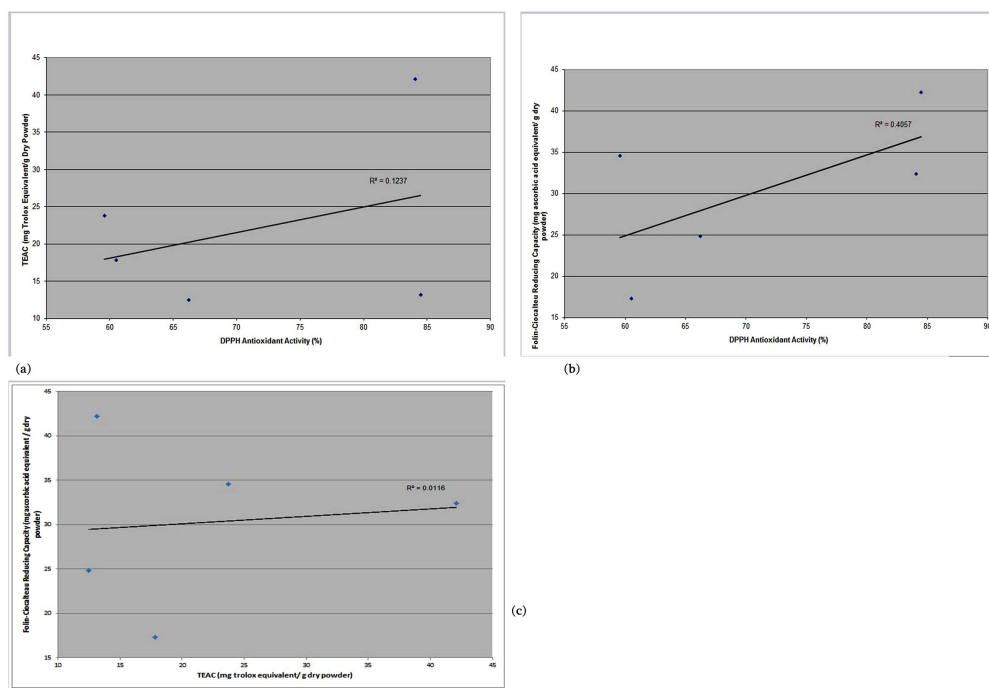 45
40
35
30
25
20
15
10
TEAC (mg Trolox Equivalent/g Dry Powder)
R² = 0.1237
55 60 65 70 75 80 85 90
DPPH Antioxidant Activity (%)
(a)
45
40
35
30
25
20
15
Folin-Ciocalteu Reducing Capacity (mg ascorbic acid equivalent/ g dry
powder)
R² = 0.4057
55 60 65 70 75 80 85 90
DPPH Antioxidant Activity (%)
(b)
45
40
35
30
25
20
15
Folin-Ciocalteau Reducing Capacity (mg ascorbic acid equivalent / g dry
powder)
R² = 0.0116
10 15 20 25 30 35 40 45
TEAC (mg trolox equivalent/ g dry powder)
(c)